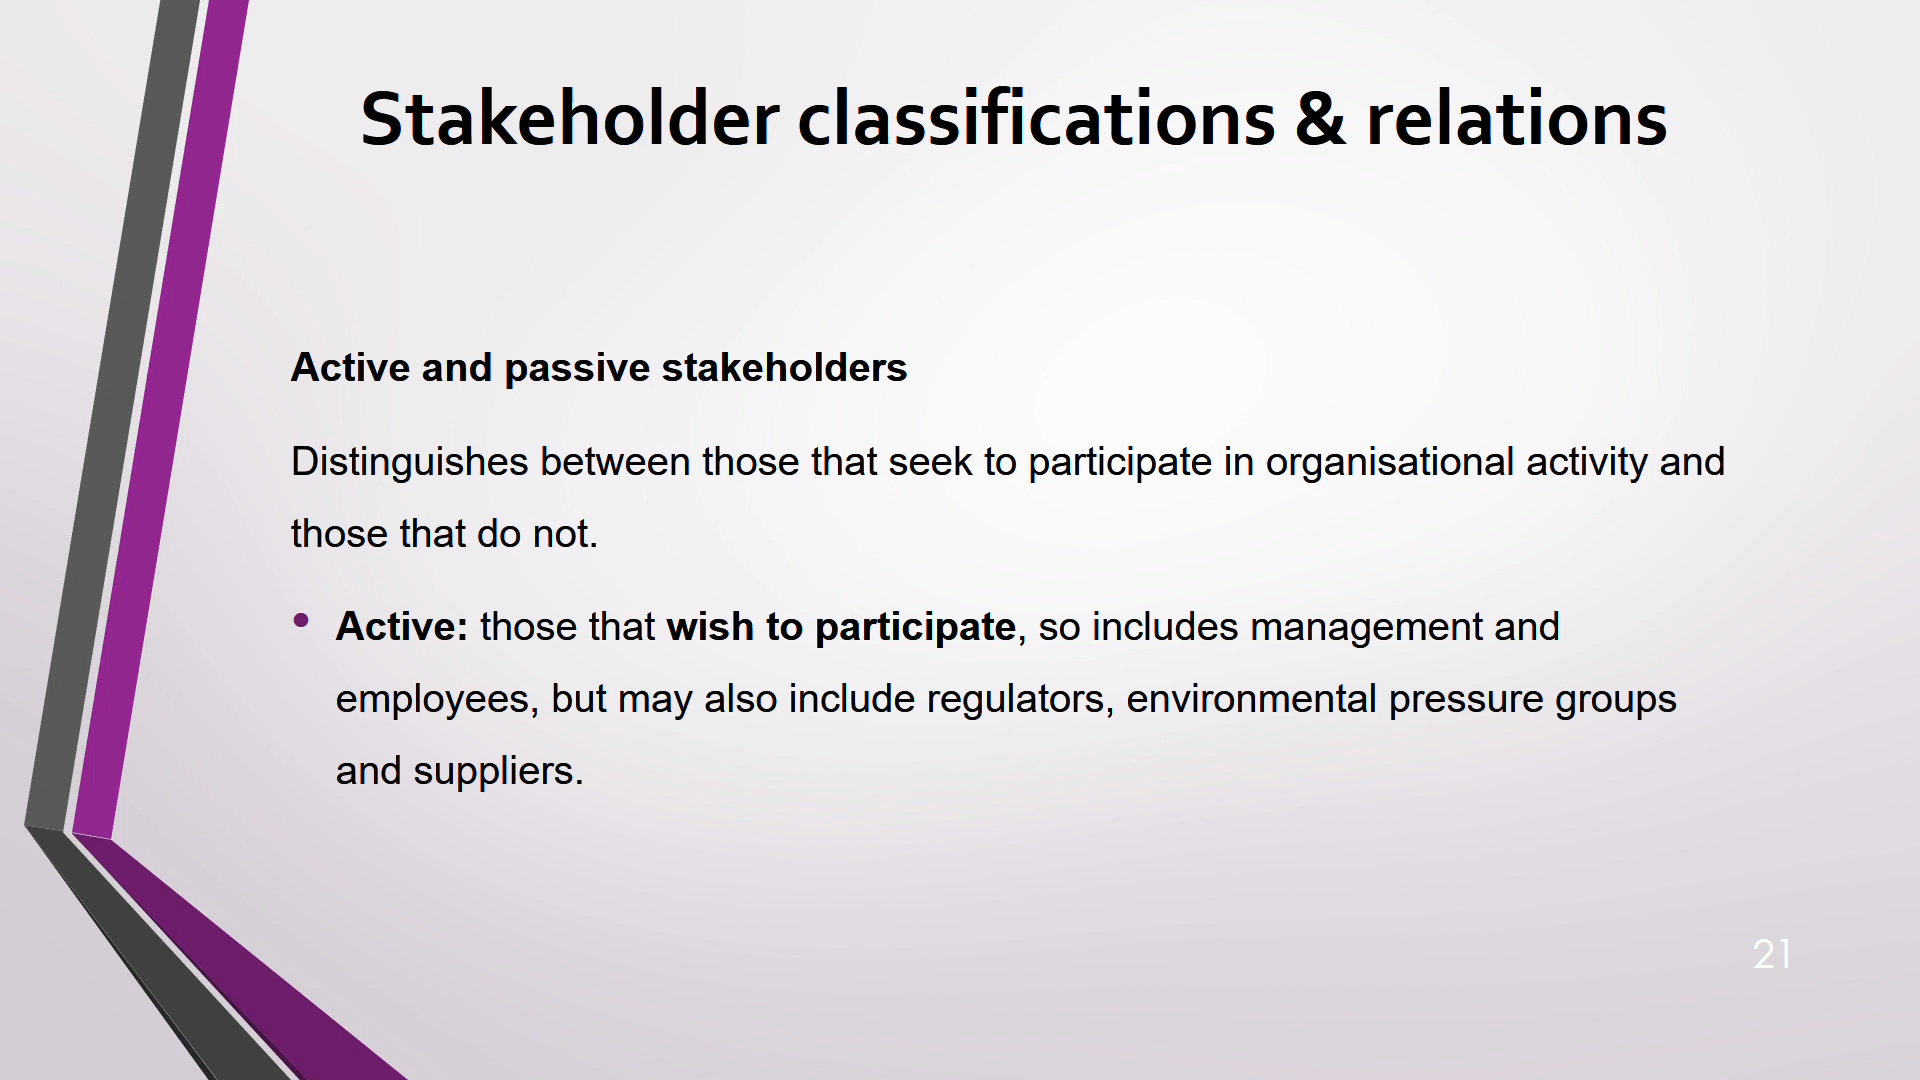 Stakeholder classifications & relations
Active and passive stakeholders
Distinguishes between those that seek to participate in organisational activity and
those that do not.
• Active: those that wish to participate, so includes management and
employees, but may also include regulators, environmental pressure groups
and suppliers.
21